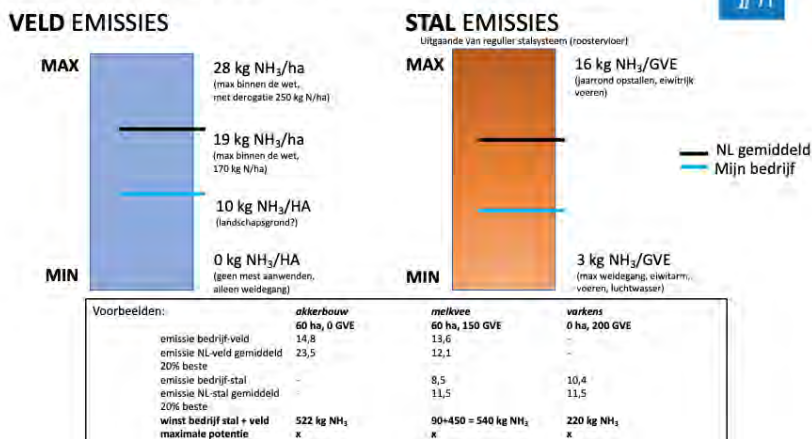 VELD EMISSIES
MAX
28 kg NH₃/ha
(max binnen de wet,
met derogatie 250 kg N/ha)
19 kg NH₃/ha
(max binnen de wet,
170 kg N/ha)
10 kg NH₃/HA
(landschapsgrond?)
0 kg NH₃/HA
(geen mest aanwenden,
alleen weidegang)
MIN
STAL EMISSIES
Uitgaande van regulier stalsysteem (roostervloer)
MAX
16 kg NH₃/GVE
(jaarrond opstallen, eiwitrijk
voeren)
3 kg NH₃/GVE
(max weidegang, eiwitarm,
voeren, luchtwasser)
MIN
NL gemiddeld
Mijn bedrijf
Voorbeelden: akkerbouw melkvee varkens
60 ha, 0 GVE 60 ha, 150 GVE 0 ha, 200 GVE
emissie bedrijf-veld 14,8 13,6 -
emissie NL-veld gemiddeld 23,5 12,1 -
20% beste
emissie bedrijf-stal - 8,5 10,4
emissie NL-stal gemiddeld - 11,5 11,5
20% beste
winst bedrijf stal + veld 522 kg NH₃ 90+450 = 540 kg NH₃ 220 kg NH₃
maximale potentie x x x